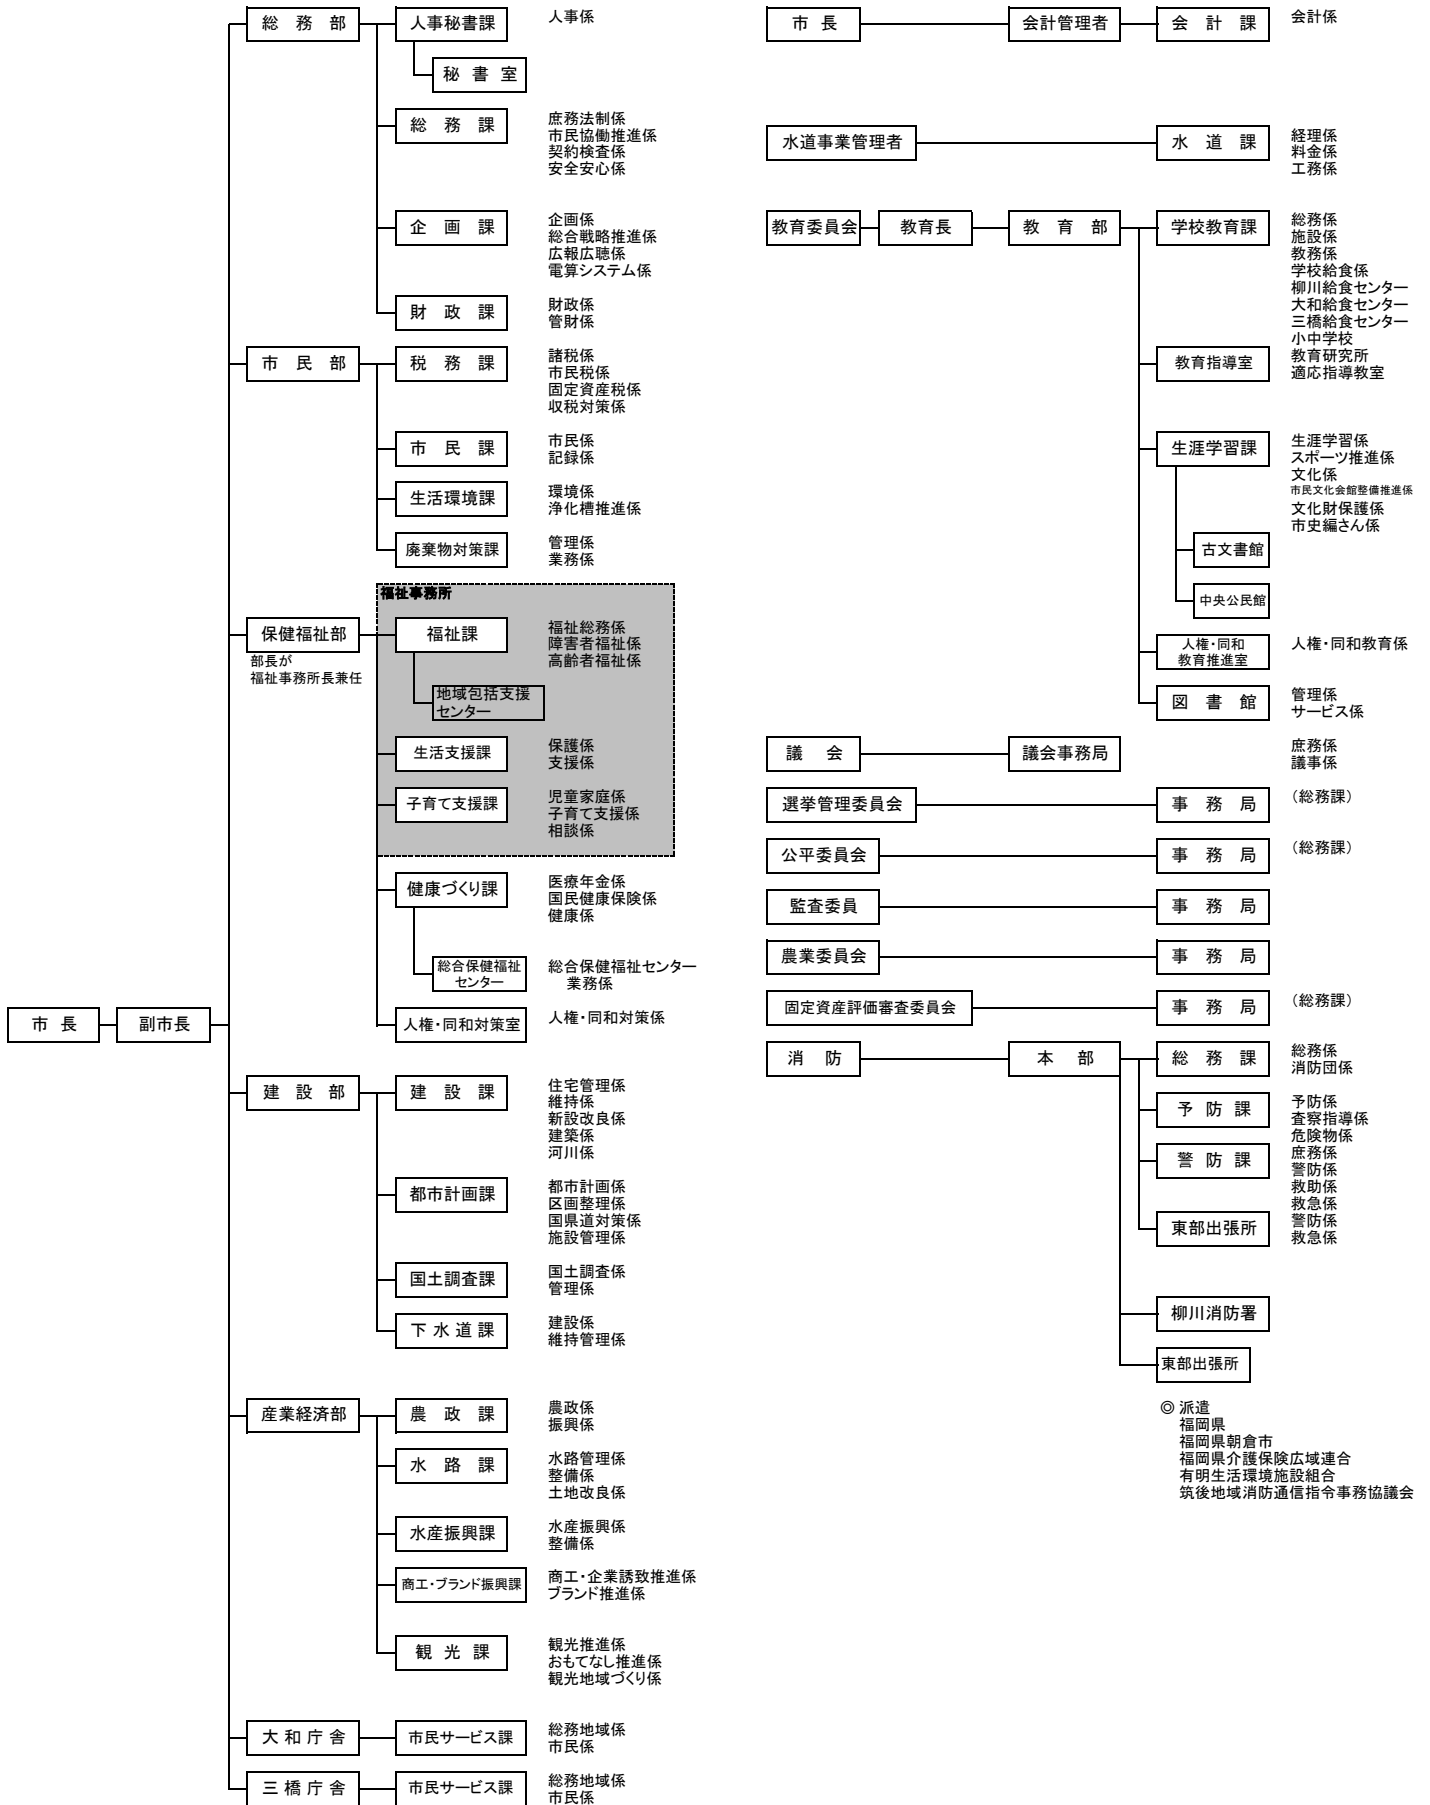 総務部
人事秘書課
人事係
秘書室
総務課
庶務法制係
市民協働推進係
契約検査係
安全安心係
企画課
企画係
総合戦略推進係
広報広聴係
電算システム係
財政課
財政係
管財係
市民部
税務課
諸税係
市民税係
固定資産税係
収税対策係
市民課
市民係
記録係
生活環境課
環境係
浄化槽推進係
廃棄物対策課
管理係
業務係
福祉事務所
保健福祉部
部長が
福祉事務所長兼任
福祉課
福祉総務係
障害者福祉係
高齢者福祉係
地域包括支援
センター
生活支援課
保護係
支援係
子育て支援課
児童家庭係
子育て支援係
相談係
健康づくり課
医療年金係
国民健康保険係
健康係
総合保健福祉
センター
総合保健福祉センター
業務係
市長
副市長
人権・同和対策室
人権・同和対策係
建設部
建設課
住宅管理係
維持係
新設改良係
建築係
河川係
都市計画課
都市計画係
区画整理係
国県道対策係
施設管理係
国土調査課
国土調査係
管理係
下水道課
建設係
維持管理係
産業経済部
農政課
農政係
振興係
水路課
水路管理係
整備係
土地改良係
水産振興課
水産振興係
整備係
商工・ブランド振興課
商工・企業誘致推進係
ブランド推進係
観光課
観光推進係
おもてなし推進係
観光地域づくり係
大和庁舎
市民サービス課
総務地域係
市民係
三橋庁舎
市民サービス課
総務地域係
市民係
市長
会計管理者
会計課
会計係
水道事業管理者
水道課
経理係
料金係
工務係
教育委員会
教育長
教育部
学校教育課
総務係
施設係
教務係
学校給食係
柳川給食センター
大和給食センター
三橋給食センター
小中学校
教育指導室
教育研究所
適応指導教室
生涯学習課
生涯学習係
スポーツ推進係
文化係
市民文化会館整備推進係
文化財保護係
市史編さん係
古文書館
中央公民館
人権・同和
教育推進室
人権・同和教育係
図書館
管理係
サービス係
議会
議会事務局
庶務係
議事係
選挙管理委員会
事務局
（総務課）
公平委員会
事務局
（総務課）
監査委員
事務局
農業委員会
事務局
固定資産評価審査委員会
事務局
（総務課）
消防
本部
総務課
総務係
消防団係
予防課
予防係
査察指導係
危険物係
警防課
庶務係
警防係
救助係
救急係
東部出張所
警防係
救急係
柳川消防署
東部出張所
◎派遣
福岡県
福岡県朝倉市
福岡県介護保険広域連合
有明生活環境施設組合
筑後地域消防通信指令事務協議会